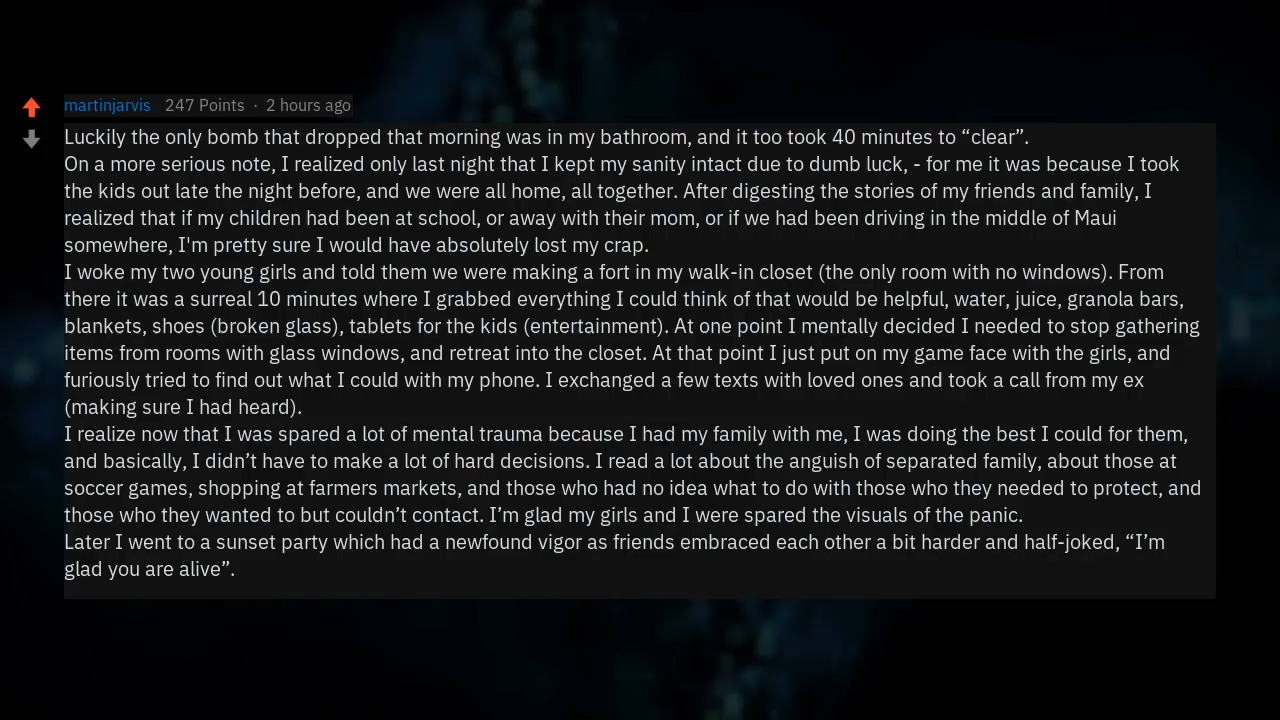 martinjarvis 247 Points · 2 hours ago
Luckily the only bomb that dropped that morning was in my bathroom, and it too took 40 minutes to “clear”.
On a more serious note, I realized only last night that I kept my sanity intact due to dumb luck, - for me it was because I took
the kids out late the night before, and we were all home, all together. After digesting the stories of my friends and family, I
realized that if my children had been at school, or away with their mom, or if we had been driving in the middle of Maui
somewhere, I'm pretty sure I would have absolutely lost my crap.
I woke my two young girls and told them we were making a fort in my walk-in closet (the only room with no windows). From
there it was a surreal 10 minutes where I grabbed everything I could think of that would be helpful, water, juice, granola bars,
blankets, shoes (broken glass), tablets for the kids (entertainment). At one point I mentally decided I needed to stop gathering
items from rooms with glass windows, and retreat into the closet. At that point I just put on my game face with the girls, and
furiously tried to find out what I could with my phone. I exchanged a few texts with loved ones and took a call from my ex
(making sure I had heard).
I realize now that I was spared a lot of mental trauma because I had my family with me, I was doing the best I could for them,
and basically, I didn’t have to make a lot of hard decisions. I read a lot about the anguish of separated family, about those at
soccer games, shopping at farmers markets, and those who had no idea what to do with those who they needed to protect, and
those who they wanted to but couldn’t contact. I’m glad my girls and I were spared the visuals of the panic.
Later I went to a sunset party which had a newfound vigor as friends embraced each other a bit harder and half-joked, “I’m
glad you are alive”.